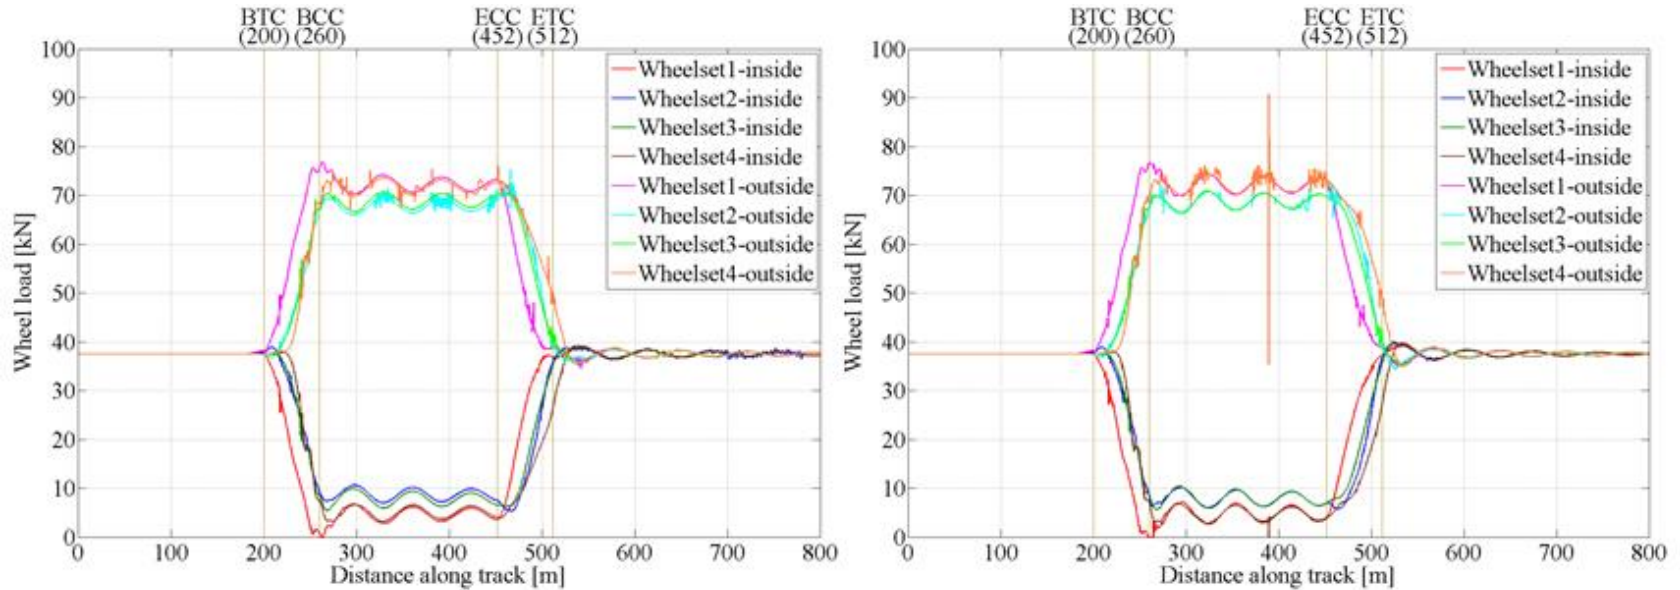 BTC BCC ECC ETC
(200) (260) (452) (512)
100
90
80
70
60
50
40
30
20
10
0
Wheel load [kN]
Wheelset1-inside
Wheelset2-inside
Wheelset3-inside
Wheelset4-inside
Wheelset1-outside
Wheelset2-outside
Wheelset3-outside
Wheelset4-outside
0 100 200 300 400 500 600 700 800
Distance along track [m]
BTC BCC ECC ETC
(200) (260) (452) (512)
100
90
80
70
60
50
40
30
20
10
0
Wheel load [kN]
Wheelset1-inside
Wheelset2-inside
Wheelset3-inside
Wheelset4-inside
Wheelset1-outside
Wheelset2-outside
Wheelset3-outside
Wheelset4-outside
0 100 200 300 400 500 600 700 800
Distance along track [m]